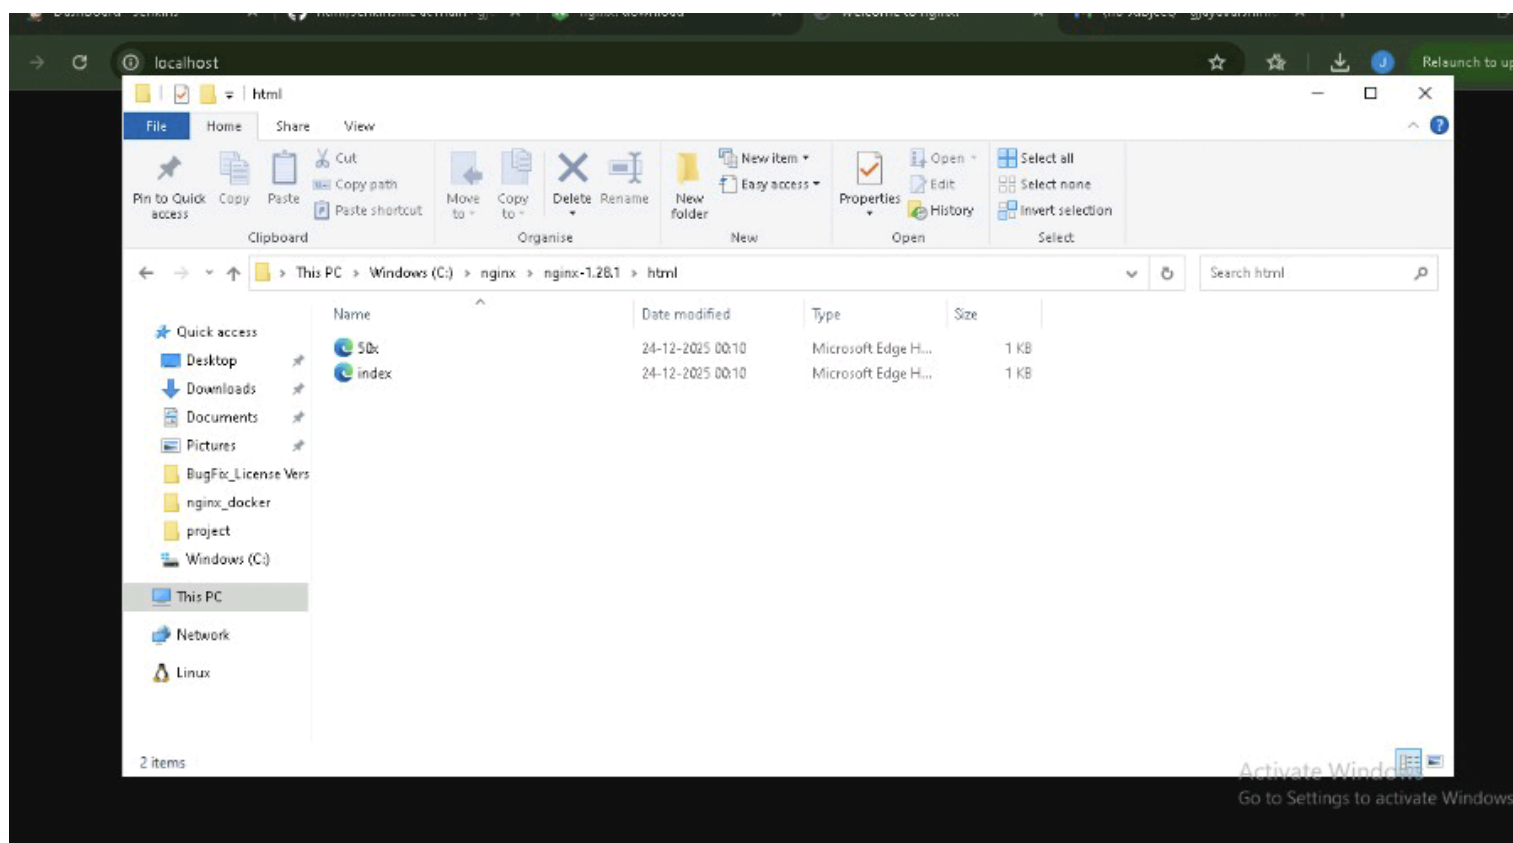 localhost
Relaunch to up
html
File Home Share View
Pin to Quick access
Copy
Paste
Cut
Copy path
Paste shortcut
Clipboard
Move to
Copy to
Delete
Rename
Organise
New folder
New item
Easy access
New
Properties
Open
Edit
History
Open
Select all
Select none
Invert selection
Select
This PC > Windows (C:) > nginx > nginx-1.28.1 > html
Search html
Name Date modified Type Size
50x 24-12-2025 00:10 Microsoft Edge H... 1 KB
index 24-12-2025 00:10 Microsoft Edge H... 1 KB
Quick access
Desktop
Downloads
Documents
Pictures
BugFix_License Vers
nginx_docker
project
Windows (C:)
This PC
Network
Linux
2 items
Activate Windows
Go to Settings to activate Windows